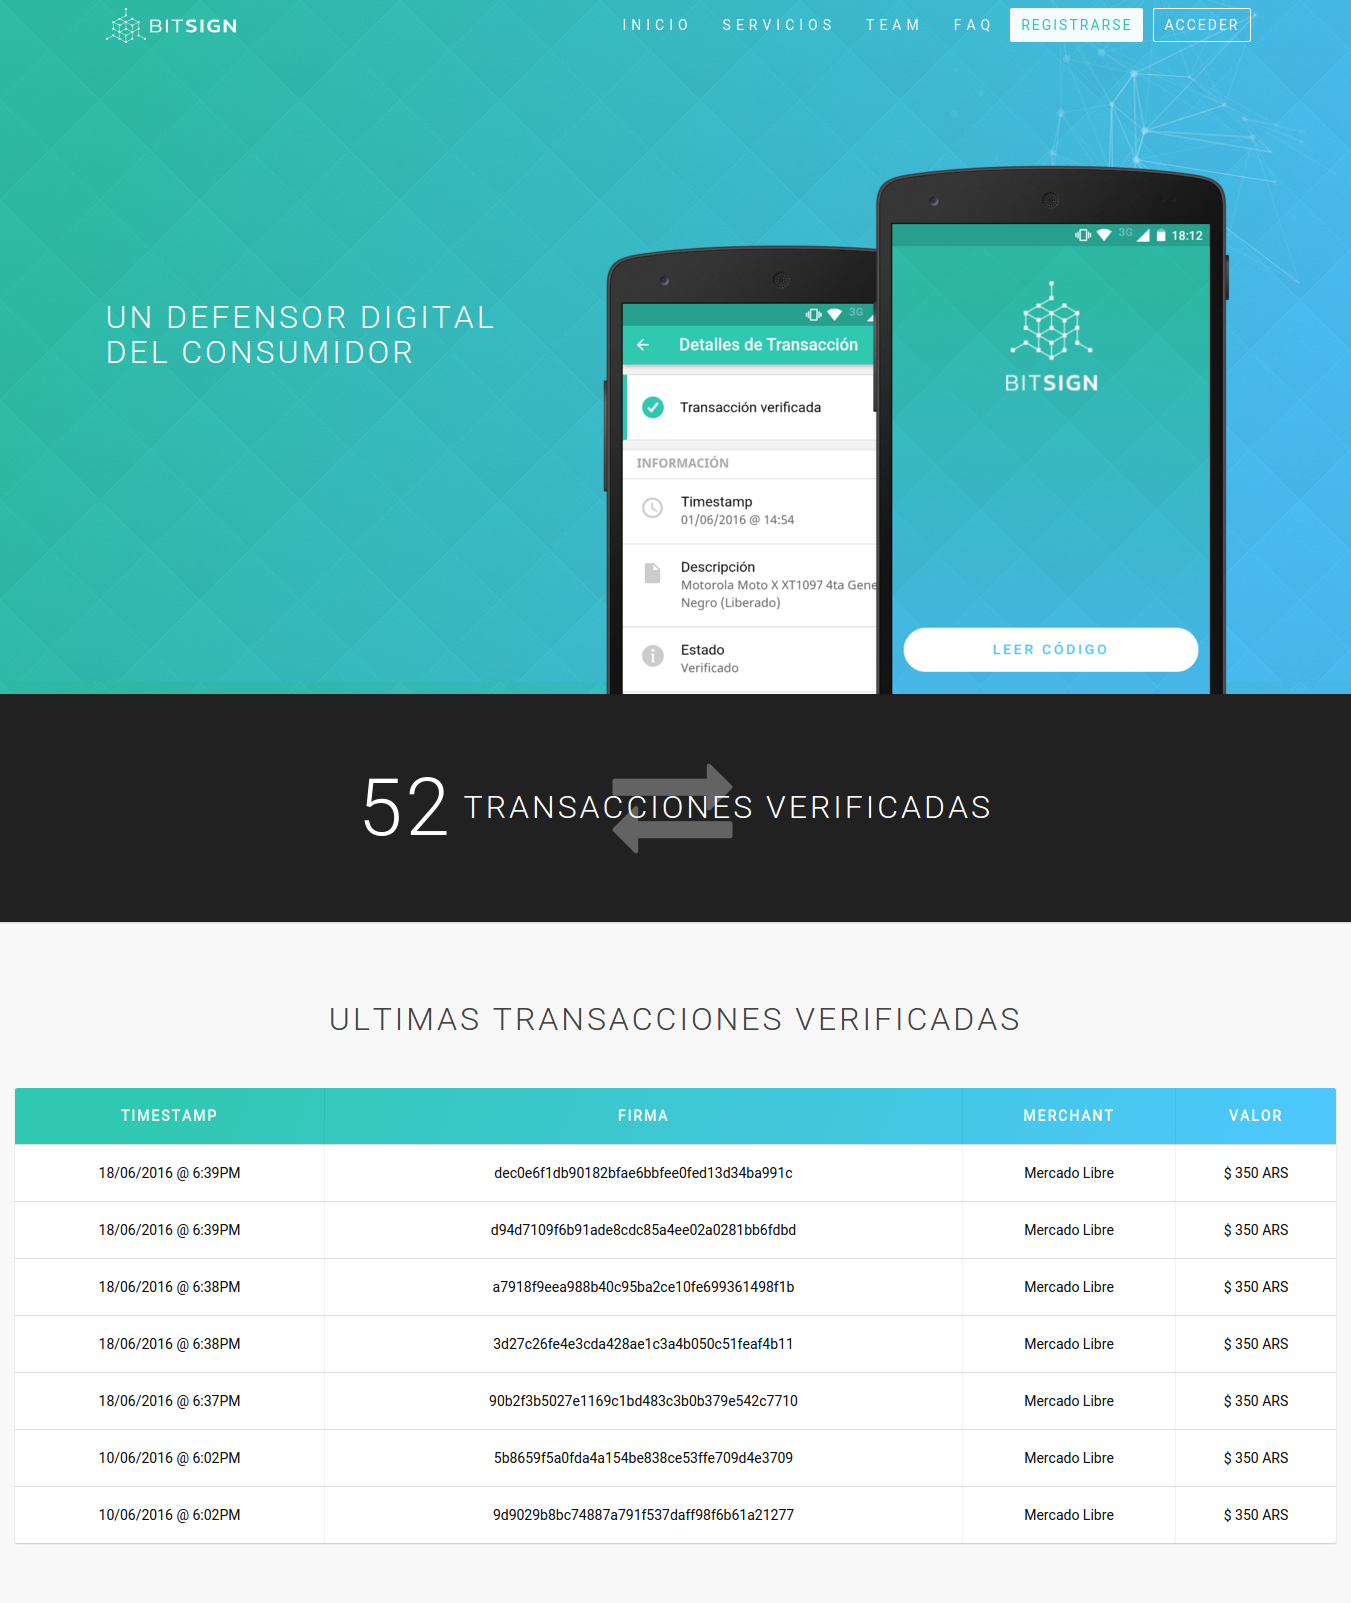 BITSIGN
INICIO SERVICIOS TEAM FAQ REGISTRARSE ACCEDER
UN DEFENSOR DIGITAL
DEL CONSUMIDOR
3G
Detalles de Transacción
Transacción verificada
INFORMACIÓN
Timestamp
01/06/2016 @ 14:54
Descripción
Motorola Moto X XT1097 4ta Gene
Negro (Liberado)
Estado
Verificado
3G 18:12
BITSIGN
LEER CÓDIGO
52 TRANSACCIONES VERIFICADAS
ULTIMAS TRANSACCIONES VERIFICADAS
TIMESTAMP FIRMA MERCHANT VALOR
18/06/2016 @ 6:39PM dec0e6f1db90182bfae6bbfee0fed13d34ba991c Mercado Libre $ 350 ARS
18/06/2016 @ 6:39PM d94d7109f6b91ade8cdc85a4ee02a0281bb6fdbd Mercado Libre $ 350 ARS
18/06/2016 @ 6:38PM a7918f9eea988b40c95ba2ce10fe699361498f1b Mercado Libre $ 350 ARS
18/06/2016 @ 6:38PM 3d27c26fe4e3cda428ae1c3a4b050c51feaf4b11 Mercado Libre $ 350 ARS
18/06/2016 @ 6:37PM 90b2f3b5027e1169c1bd483c3b0b379e542c7710 Mercado Libre $ 350 ARS
10/06/2016 @ 6:02PM 5b8659f5a0fda4a154be838ce53ffe709d4e3709 Mercado Libre $ 350 ARS
10/06/2016 @ 6:02PM 9d9029b8bc74887a791f537daff98f6b61a21277 Mercado Libre $ 350 ARS